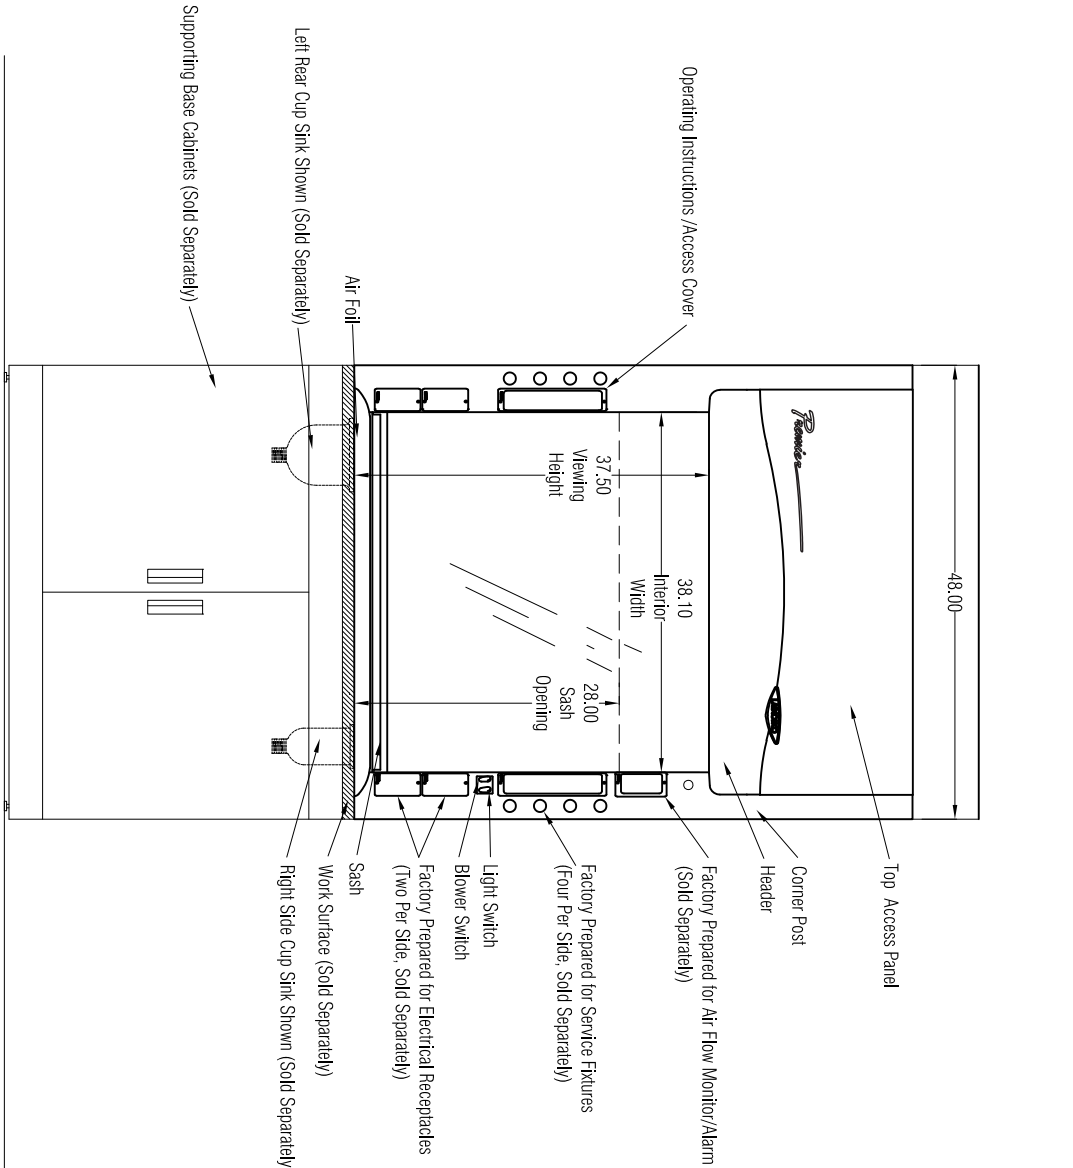 48.00
Top Access Panel
Corner Post
Header
Premier
Operating Instructions /Access Cover
38.10
Interior
Width
37.50
Viewing
Height
28.00
Sash
Opening
Factory Prepared for Air Flow Monitor/Alarm
(Sold Separately)
Factory Prepared for Service Fixtures
(Four Per Side, Sold Separately)
Light Switch
Blower Switch
Factory Prepared for Electrical Receptacles
(Two Per Side, Sold Separately)
Sash
Air Foil
Work Surface (Sold Separately)
Left Rear Cup Sink Shown (Sold Separately)
Right Side Cup Sink Shown (Sold Separately
Supporting Base Cabinets (Sold Separately)